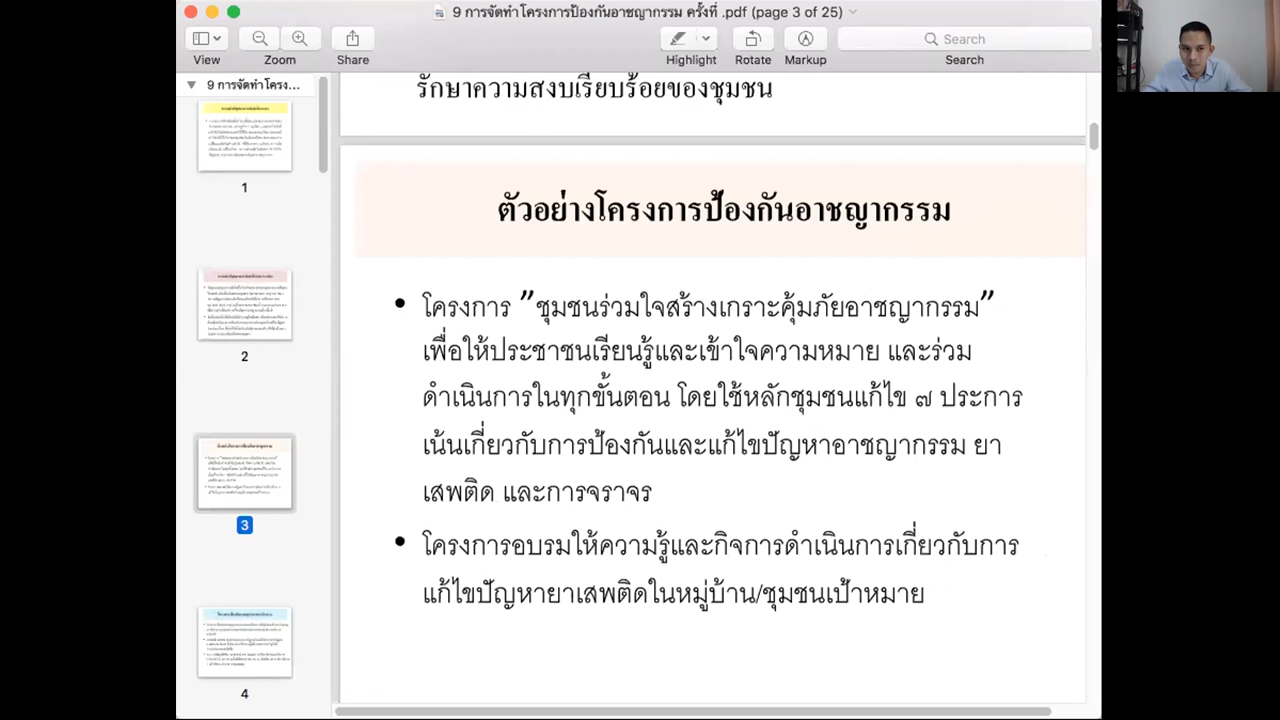 9 การจัดทำโครงการป้องกันอาชญากรรม ครั้งที่ .pdf (page 3 of 25)
View
Zoom
Share
Highlight
Rotate
Markup
Search
Search
9 การจัดทำโครง...
1
2
3
4
รักษาความสงบเรียบร้อยของชุมชน
ตัวอย่างโครงการป้องกันอาชญากรรม
• โครงการ "ชุมชนร่วมใจสร้างเกราะคุ้มภัยอาชญากรรม"
เพื่อให้ประชาชนเรียนรู้และเข้าใจความหมาย และร่วม
ดำเนินการในทุกขั้นตอน โดยใช้หลักชุมชนแก้ไข ๗ ประการ
เน้นเกี่ยวกับการป้องกันและแก้ไขปัญหาอาชญากรรม ยา
เสพติด และการจราจร
• โครงการอบรมให้ความรู้และกิจการดำเนินการเกี่ยวกับการ
แก้ไขปัญหายาเสพติดในหมู่บ้าน/ชุมชนเป้าหมาย